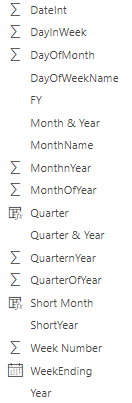 DateInt
DayInWeek
DayOfMonth
DayOfWeekName
FY
Month & Year
MonthName
MonthnYear
MonthOfYear
Quarter
Quarter & Year
QuarternYear
QuarterOfYear
Short Month
ShortYear
Week Number
WeekEnding
Year